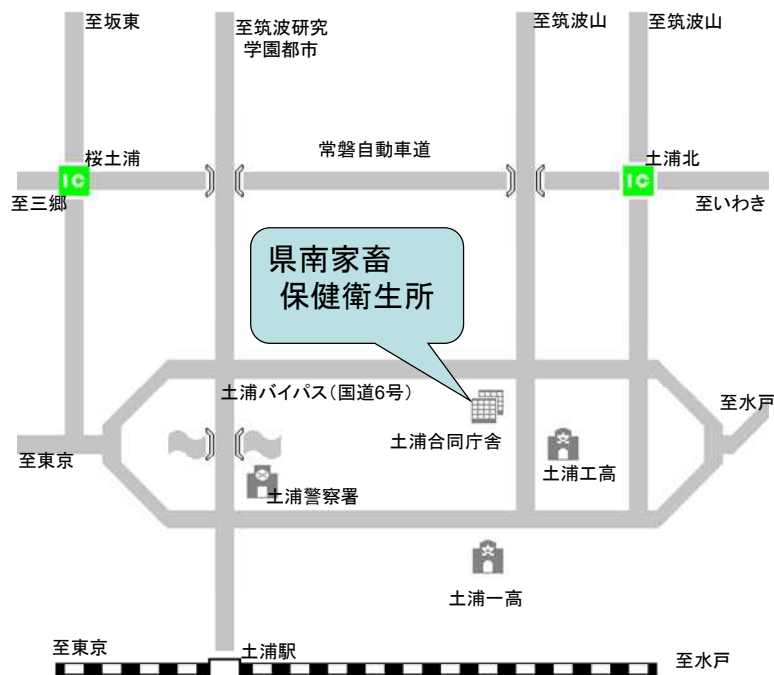 至坂東
至筑波研究
学園都市
至筑波山
至筑波山
桜土浦
常磐自動車道
土浦北
IC
IC
至三郷
至いわき
県南家畜
保健衛生所
土浦バイパス(国道6号)
至水戸
土浦合同庁舎
至東京
土浦工高
土浦警察署
土浦一高
至東京
土浦駅
至水戸